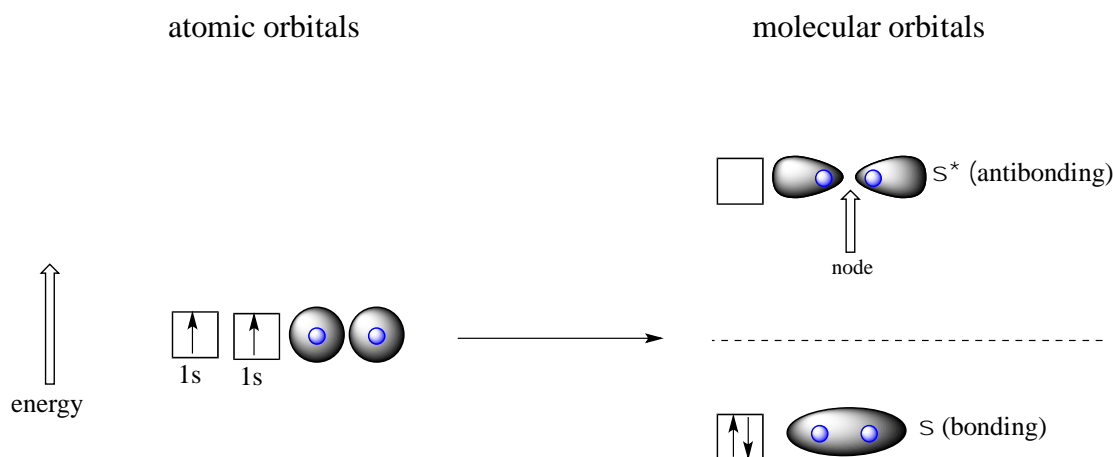 atomic orbitals
molecular orbitals
s* (antibonding)
node
1s
1s
energy
s (bonding)